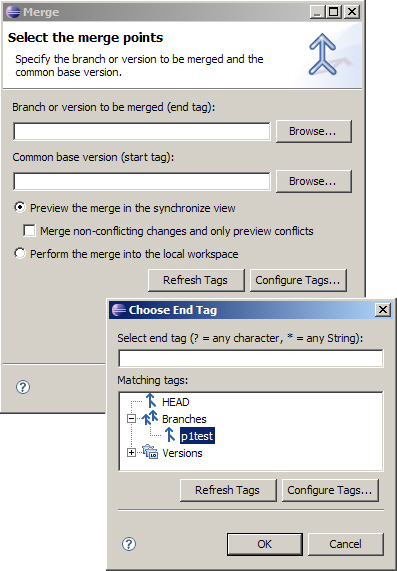 Merge
Select the merge points
Specify the branch or version to be merged and the
common base version.
Branch or version to be merged (end tag):
Browse...
Common base version (start tag):
Browse...
Preview the merge in the synchronize view
Merge non-conflicting changes and only preview conflicts
Perform the merge into the local workspace
Refresh Tags
Configure Tags...
Choose End Tag
Select end tag (? = any character, * = any String):
Matching tags:
HEAD
Branches
p1test
Versions
Refresh Tags
Configure Tags...
OK
Cancel